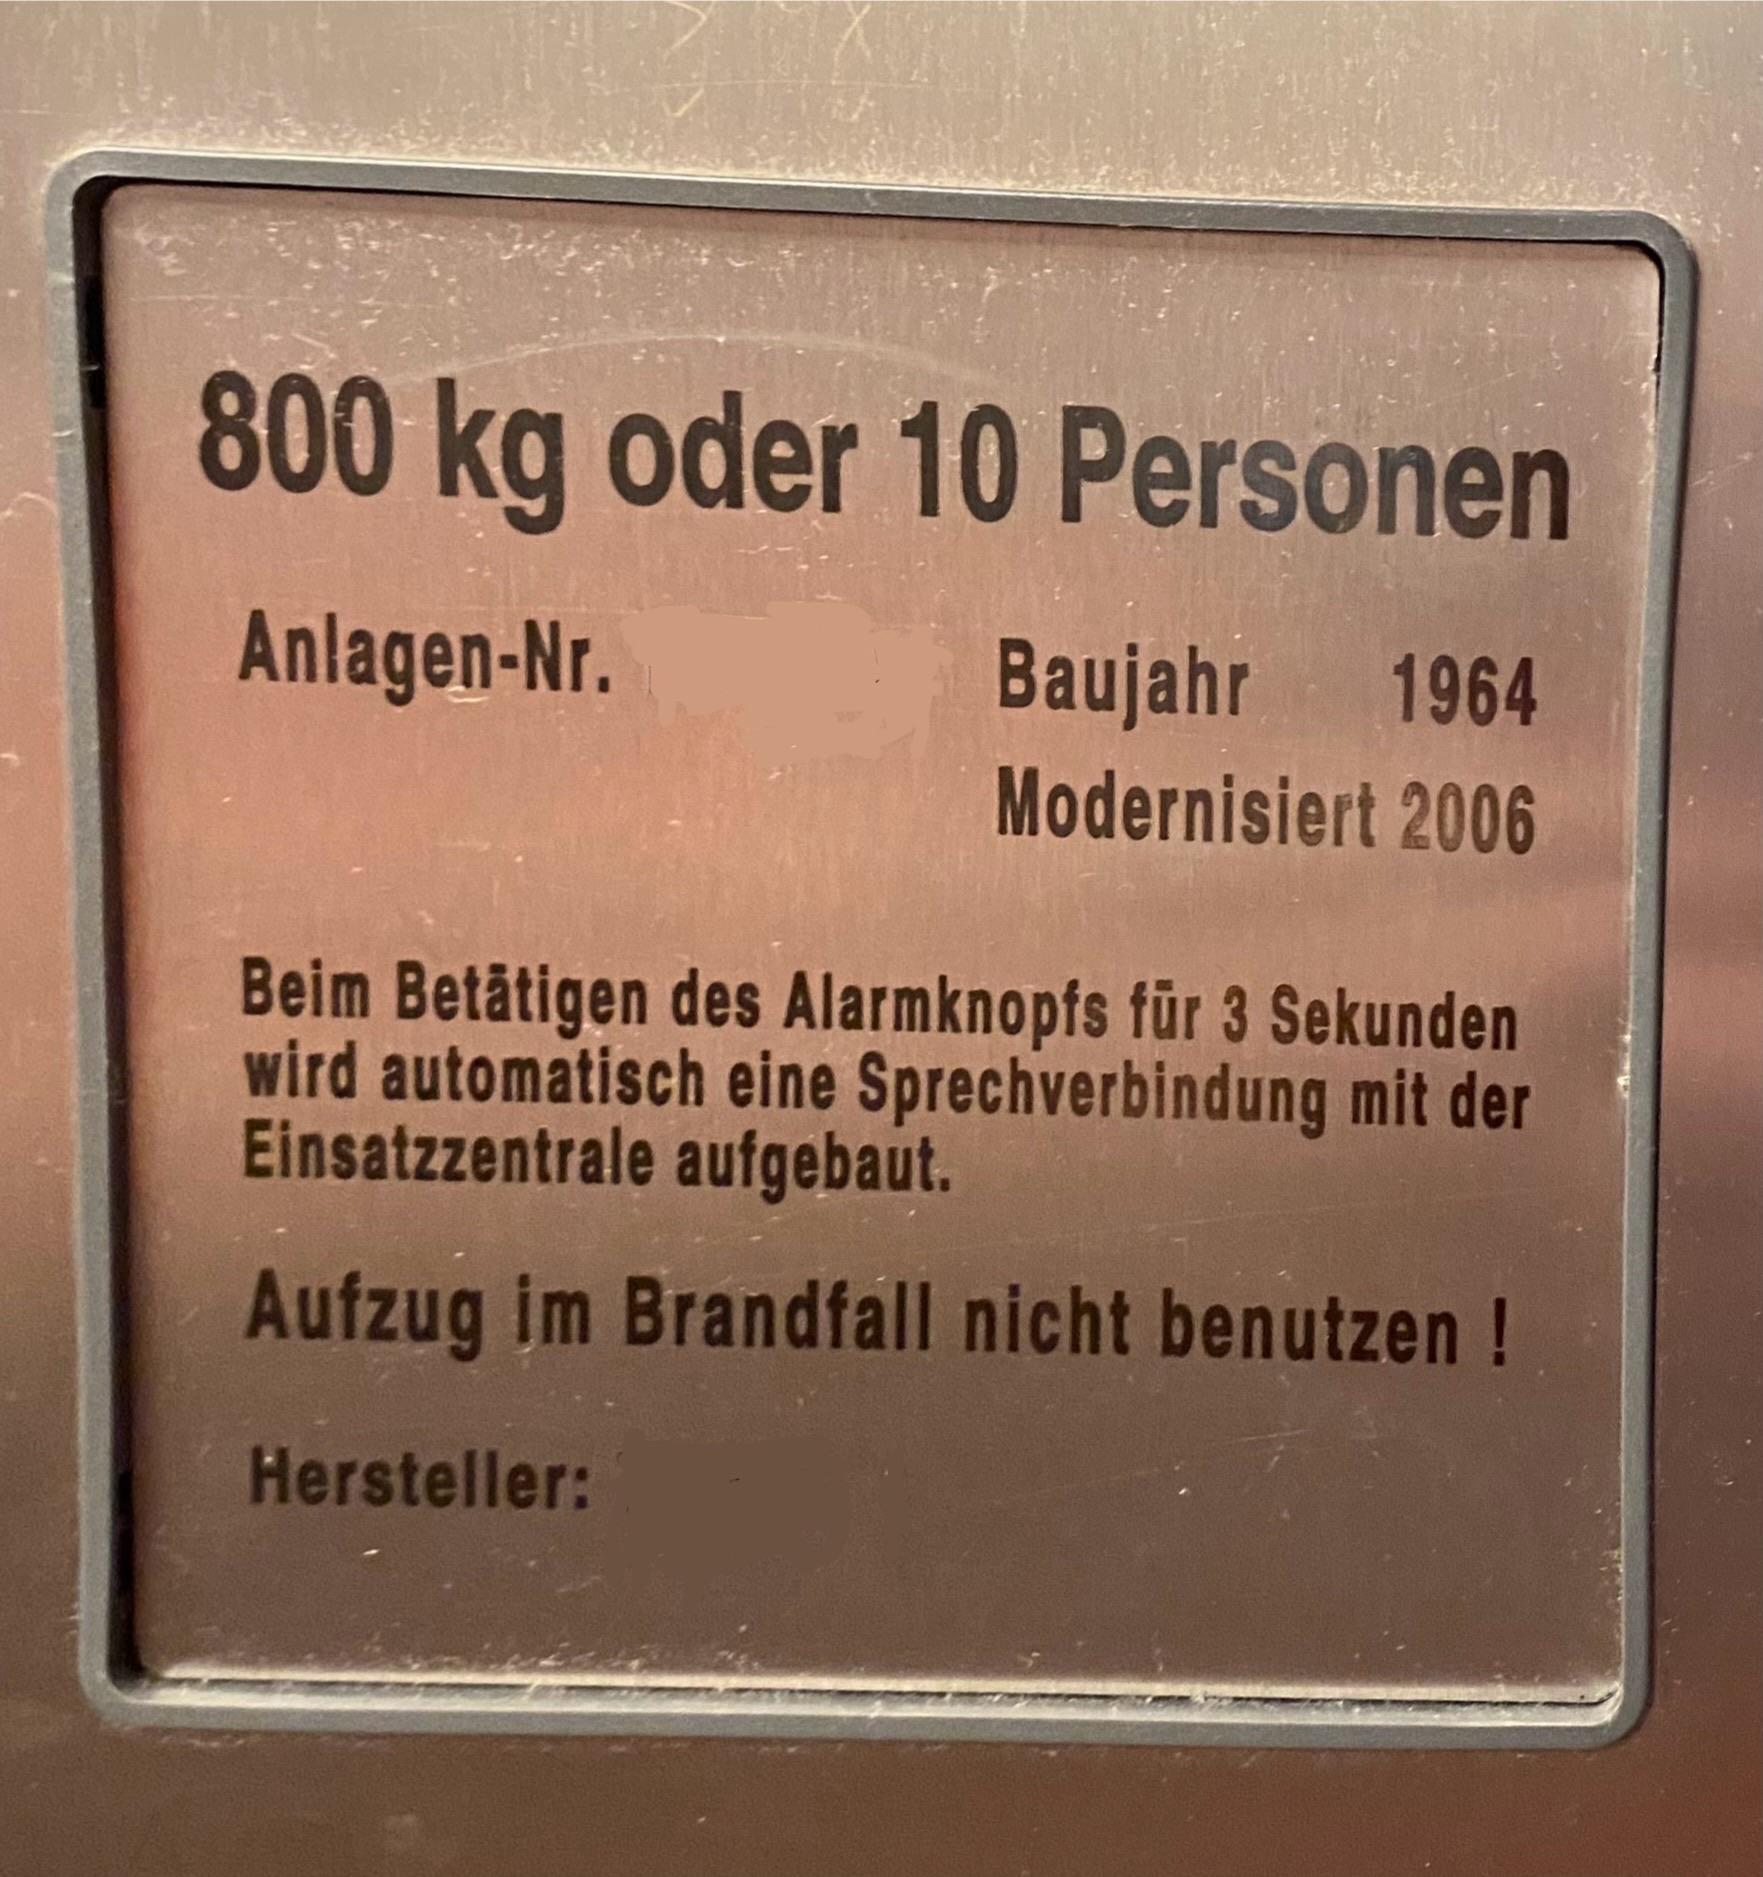 800 kg oder 10 Personen
Anlagen-Nr. Baujahr 1964
Modernisiert 2006
Beim Betätigen des Alarmknopfs für 3 Sekunden
wird automatisch eine Sprechverbindung mit der
Einsatzzentrale aufgebaut.
Aufzug im Brandfall nicht benutzen !
Hersteller: